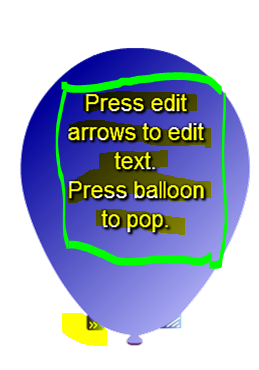 Press edit
arrows to edit
text.
Press balloon
to pop.
»